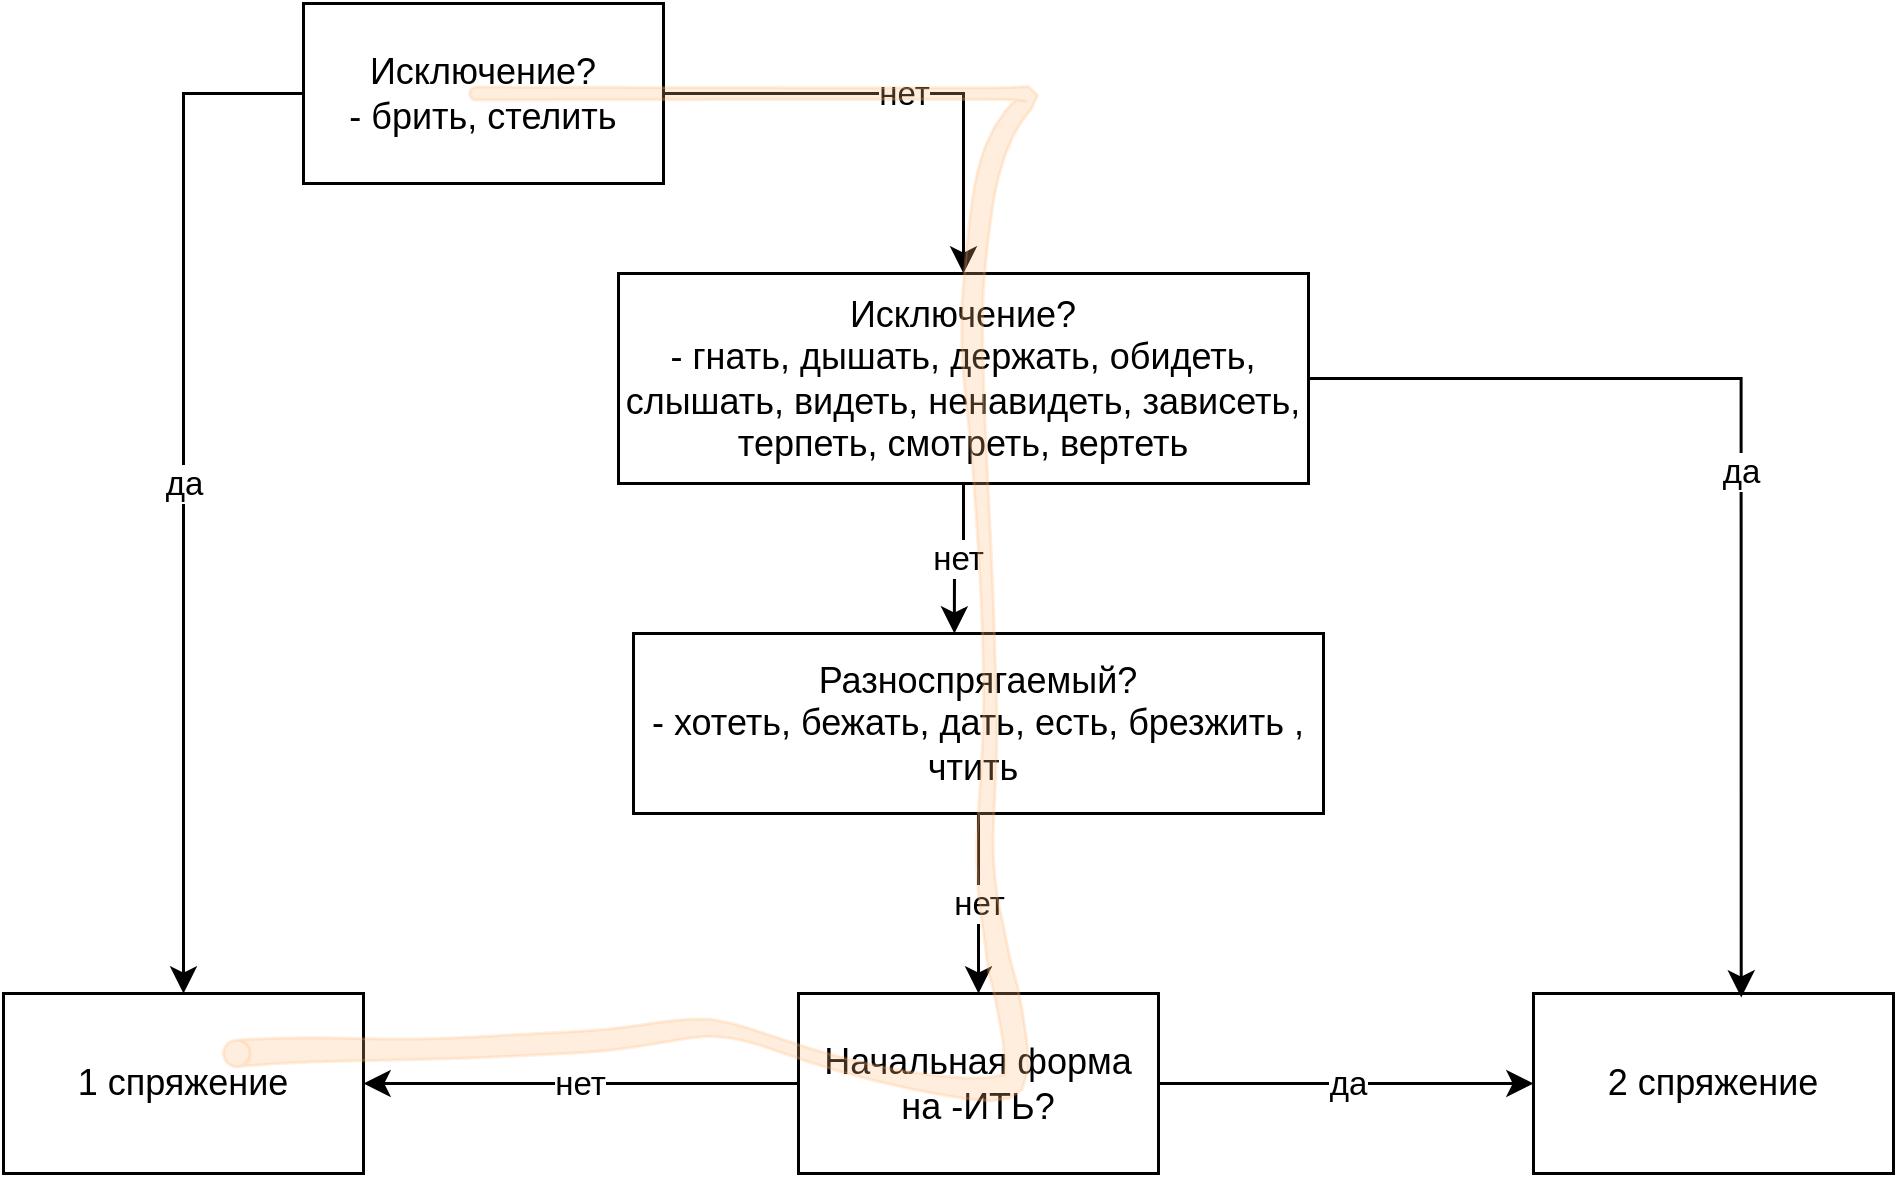 Исключение?
- брить, стелить
нет
Исключение?
- гнать, дышать, держать, обидеть,
слышать, видеть, ненавидеть, зависеть,
терпеть, смотреть, вертеть
да
да
нет
Разноспрягаемый?
- хотеть, бежать, дать, есть, брезжить ,
чтить
нет
1 спряжение
нет
Начальная форма
на -ИТЬ?
да
2 спряжение